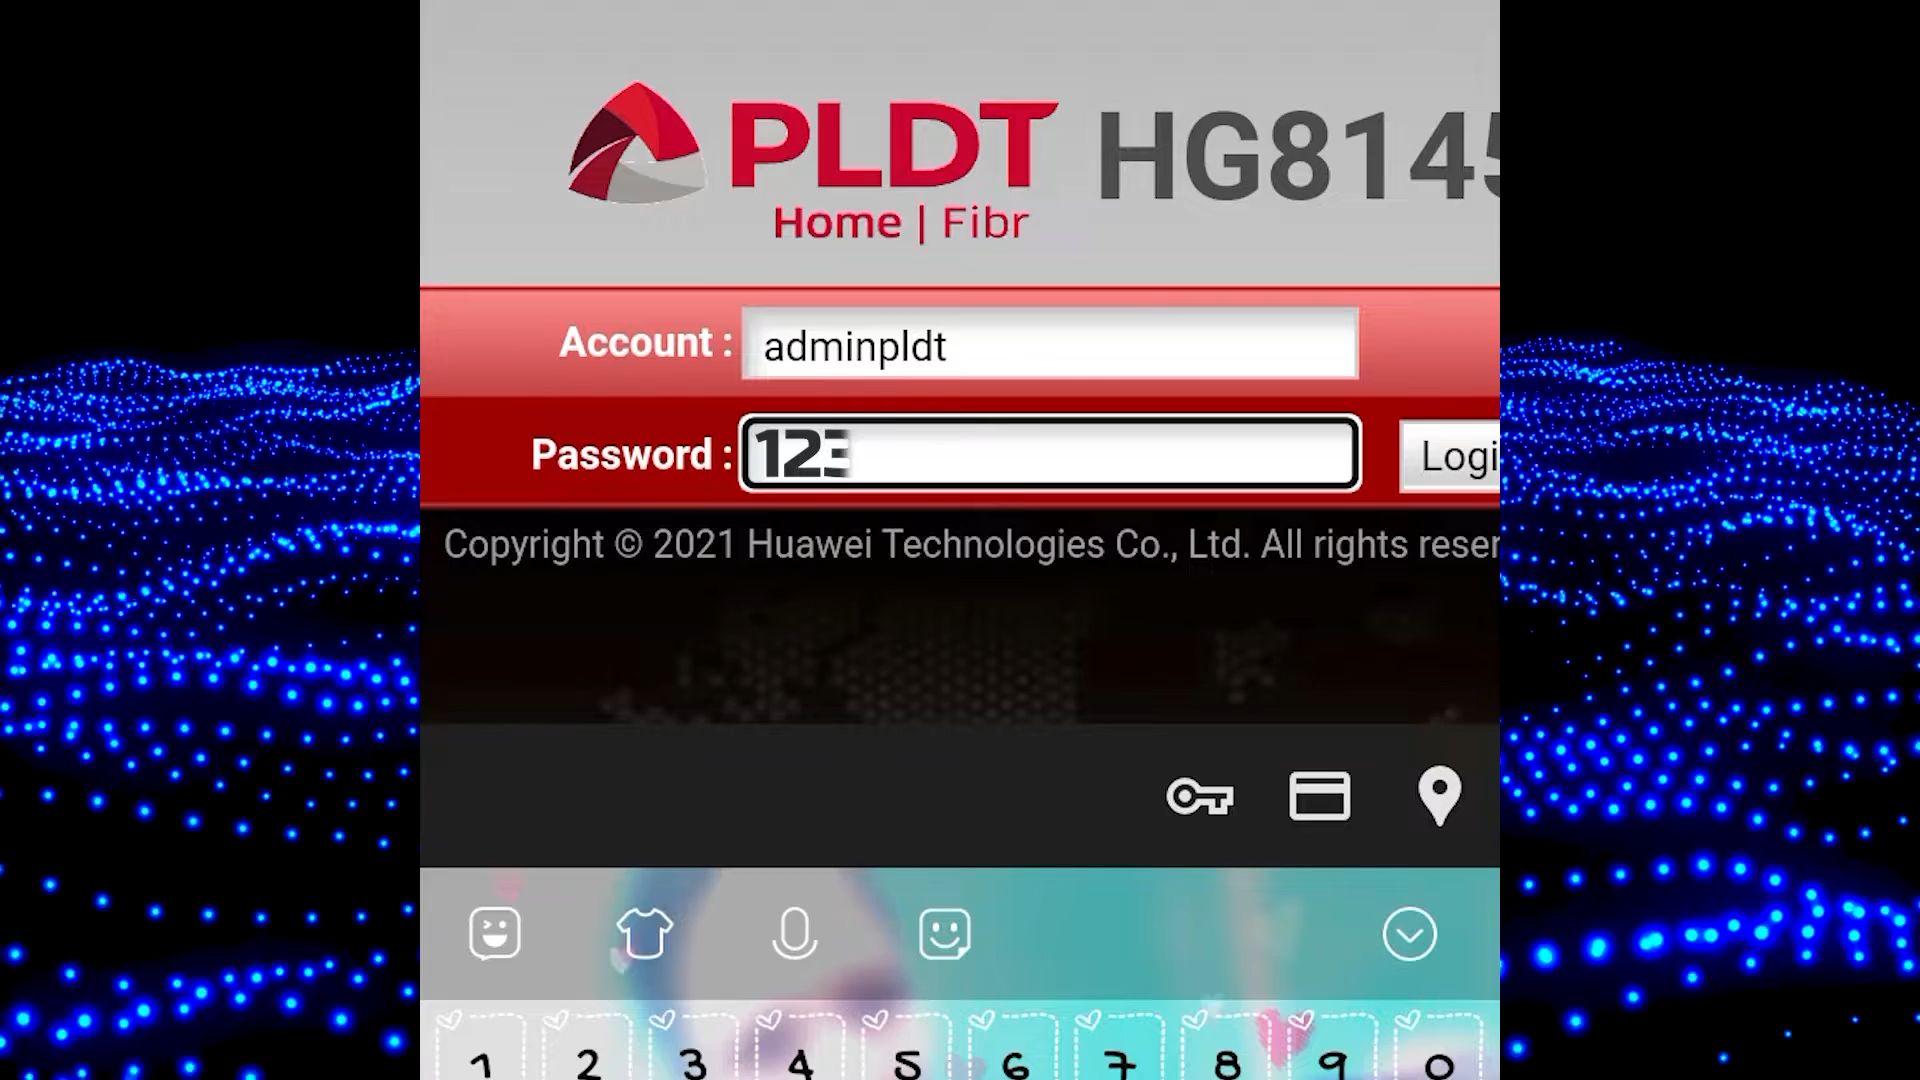 PLDT HG8145
Home | Fibr
Account : adminpldt
Password : 123
Logi
Copyright © 2021 Huawei Technologies Co., Ltd. All rights reser
1 2 3 4 5 6 7 8 9 0